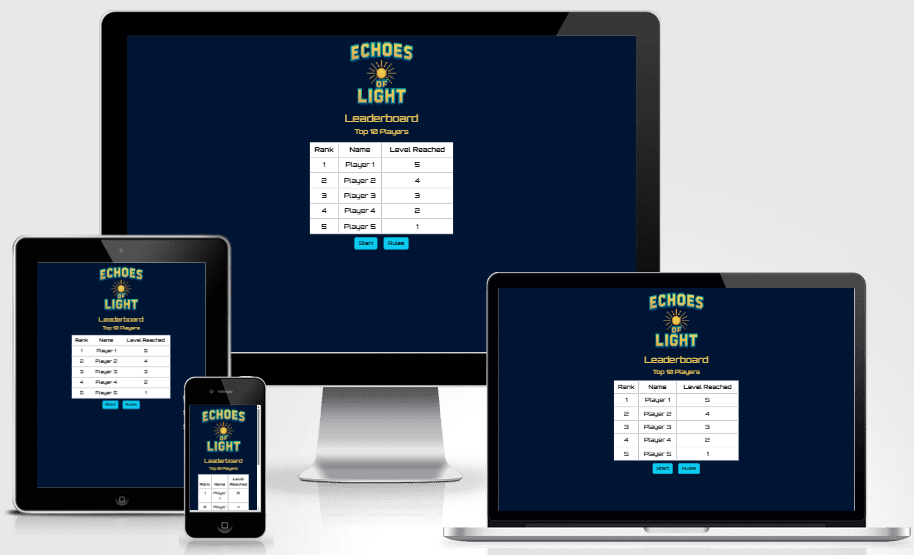 ECHOES
OF
LIGHT
Leaderboard
Top 10 Players
Rank Name Level Reached
1 Player 1 5
2 Player 2 4
3 Player 3 3
4 Player 4 2
5 Player 5 1
Start Rules
ECHOES
OF
LIGHT
Leaderboard
Top 10 Players
Rank Name Level Reached
1 Player 1 5
2 Player 2 4
3 Player 3 3
4 Player 4 2
5 Player 5 1
Start Rules
ECHOES
OF
LIGHT
Leaderboard
Top 10 Players
Rank Name Level
Reached
1 Player 5
1
2 Player 4
ECHOES
OF
LIGHT
Leaderboard
Top 10 Players
Rank Name Level Reached
1 Player 1 5
2 Player 2 4
3 Player 3 3
4 Player 4 2
5 Player 5 1
Start Rules